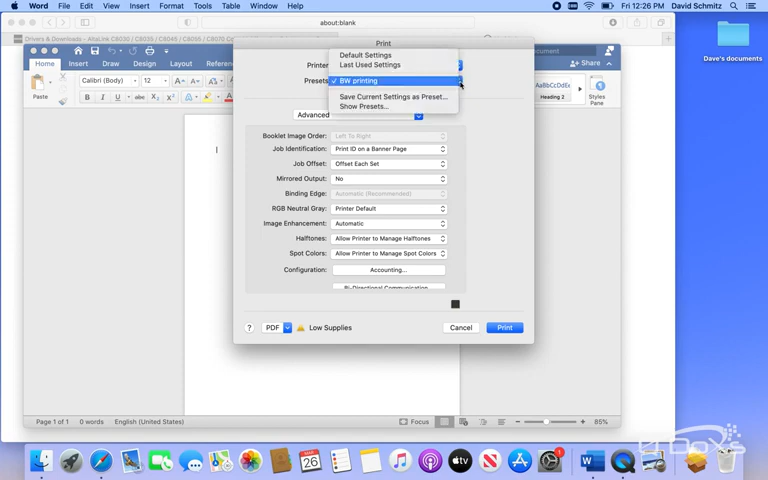 Word File Edit View Insert Format Tools Table Window Help
Fri 12:26 PM David Schmitz
about:blank
Drivers & Downloads - AltaLink C8030 / C8035 / C8045 / C8055 / C8070
Dave's documents
Print
Home Insert Draw Design Layout
Share
Printer
Presets
Default Settings
Last Used Settings
✓ BW printing
Save Current Settings as Preset...
Show Presets...
Paste
Calibri (Body) 12
B I U
AaBbCcDdEe
Heading 2
Styles Pane
Advanced
Booklet Image Order: Left To Right
Job Identification: Print ID on a Banner Page
Job Offset: Offset Each Set
Mirrored Output: No
Binding Edge: Automatic (Recommended)
RGB Neutral Gray: Printer Default
Image Enhancement: Automatic
Halftones: Allow Printer to Manage Halftones
Spot Colors: Allow Printer to Manage Spot Colors
Configuration: Accounting...
Bi-Directional Communication
? PDF Low Supplies Cancel Print
Page 1 of 1 0 words English (United States) Focus 85%
MAR
26